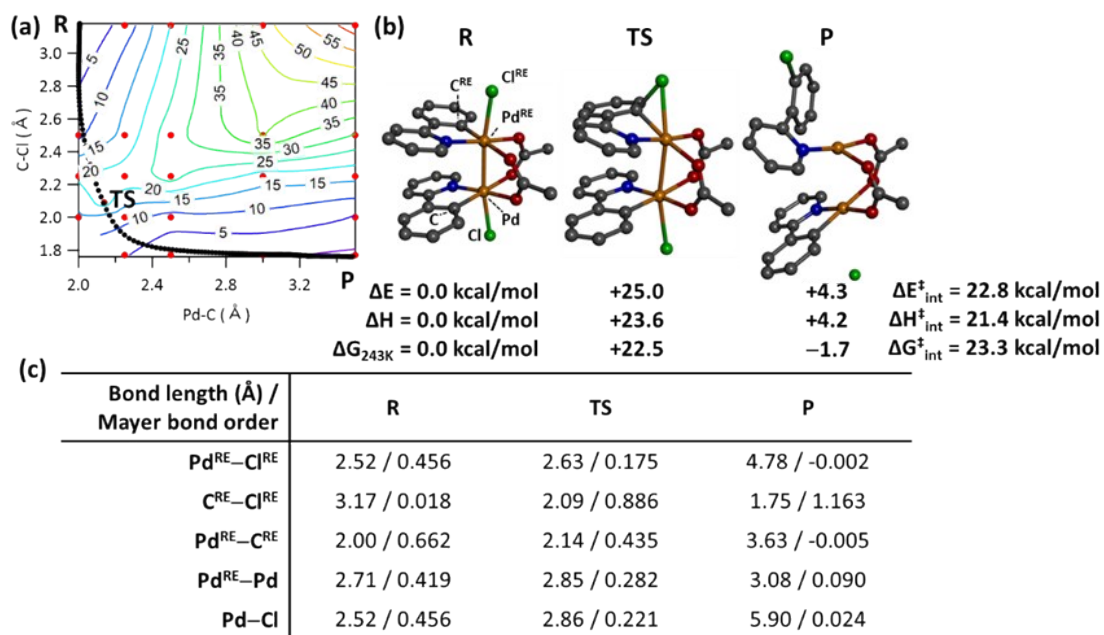 (a)
R
C-Cl (Å)
3.0
2.8
2.6
2.4
2.2
2.0
1.8
5
10
15
20
25
35
40
45
50
55
35
45
40
35
30
35
25
20
15
15
15
10
10
5
15
20
TS
P
2.0
2.4
2.8
3.2
Pd-C (Å)
(b)
R
TS
P
C^RE
Cl^RE
Pd^RE
C
Cl
Pd
ΔE = 0.0 kcal/mol +25.0 +4.3 ΔE‡int = 22.8 kcal/mol
ΔH = 0.0 kcal/mol +23.6 +4.2 ΔH‡int = 21.4 kcal/mol
ΔG243K = 0.0 kcal/mol +22.5 −1.7 ΔG‡int = 23.3 kcal/mol
(c)
Bond length (Å) /
Mayer bond order
R TS P
Pd^RE−Cl^RE 2.52 / 0.456 2.63 / 0.175 4.78 / -0.002
C^RE−Cl^RE 3.17 / 0.018 2.09 / 0.886 1.75 / 1.163
Pd^RE−C^RE 2.00 / 0.662 2.14 / 0.435 3.63 / -0.005
Pd^RE−Pd 2.71 / 0.419 2.85 / 0.282 3.08 / 0.090
Pd−Cl 2.52 / 0.456 2.86 / 0.221 5.90 / 0.024